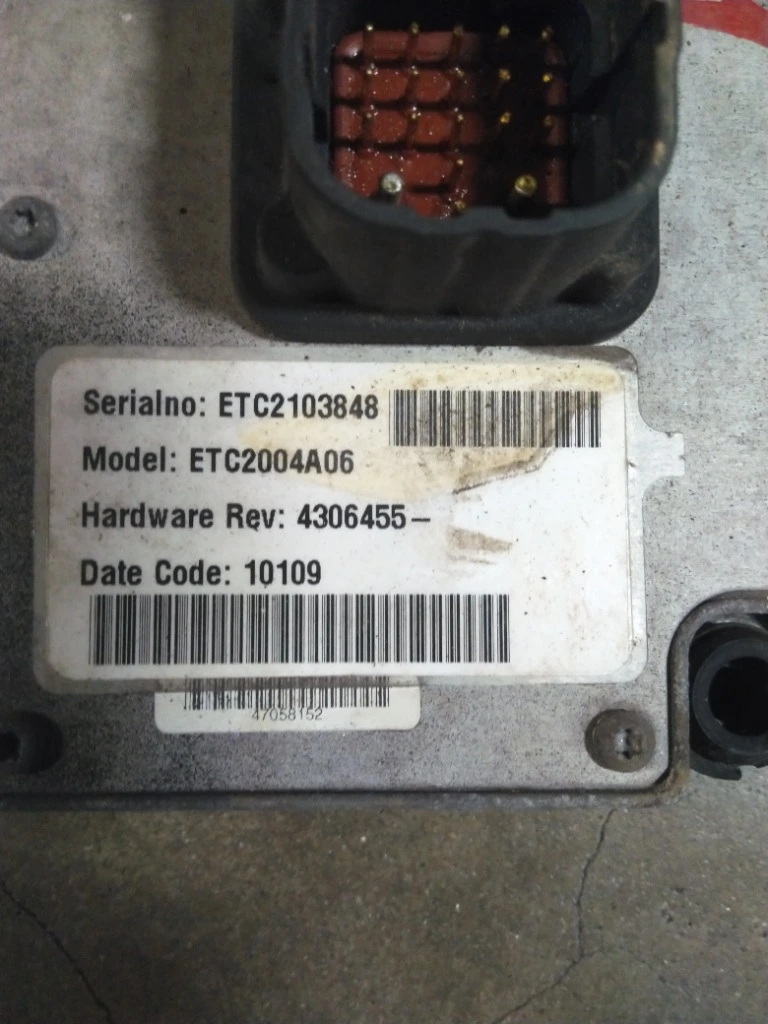 Serialno: ETC2103848
Model: ETC2004A06
Hardware Rev: 4306455–
Date Code: 10109
47058152